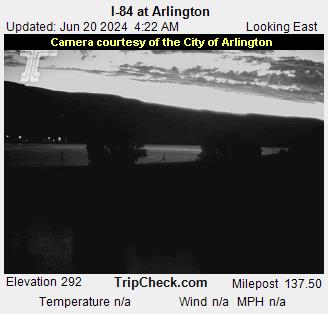 I-84 at Arlington
Updated: Jun 20 2024 4:22 AM Looking East
Camera courtesy of the City of Arlington
Elevation 292 TripCheck.com Milepost 137.50
Temperature n/a Wind n/a MPH n/a